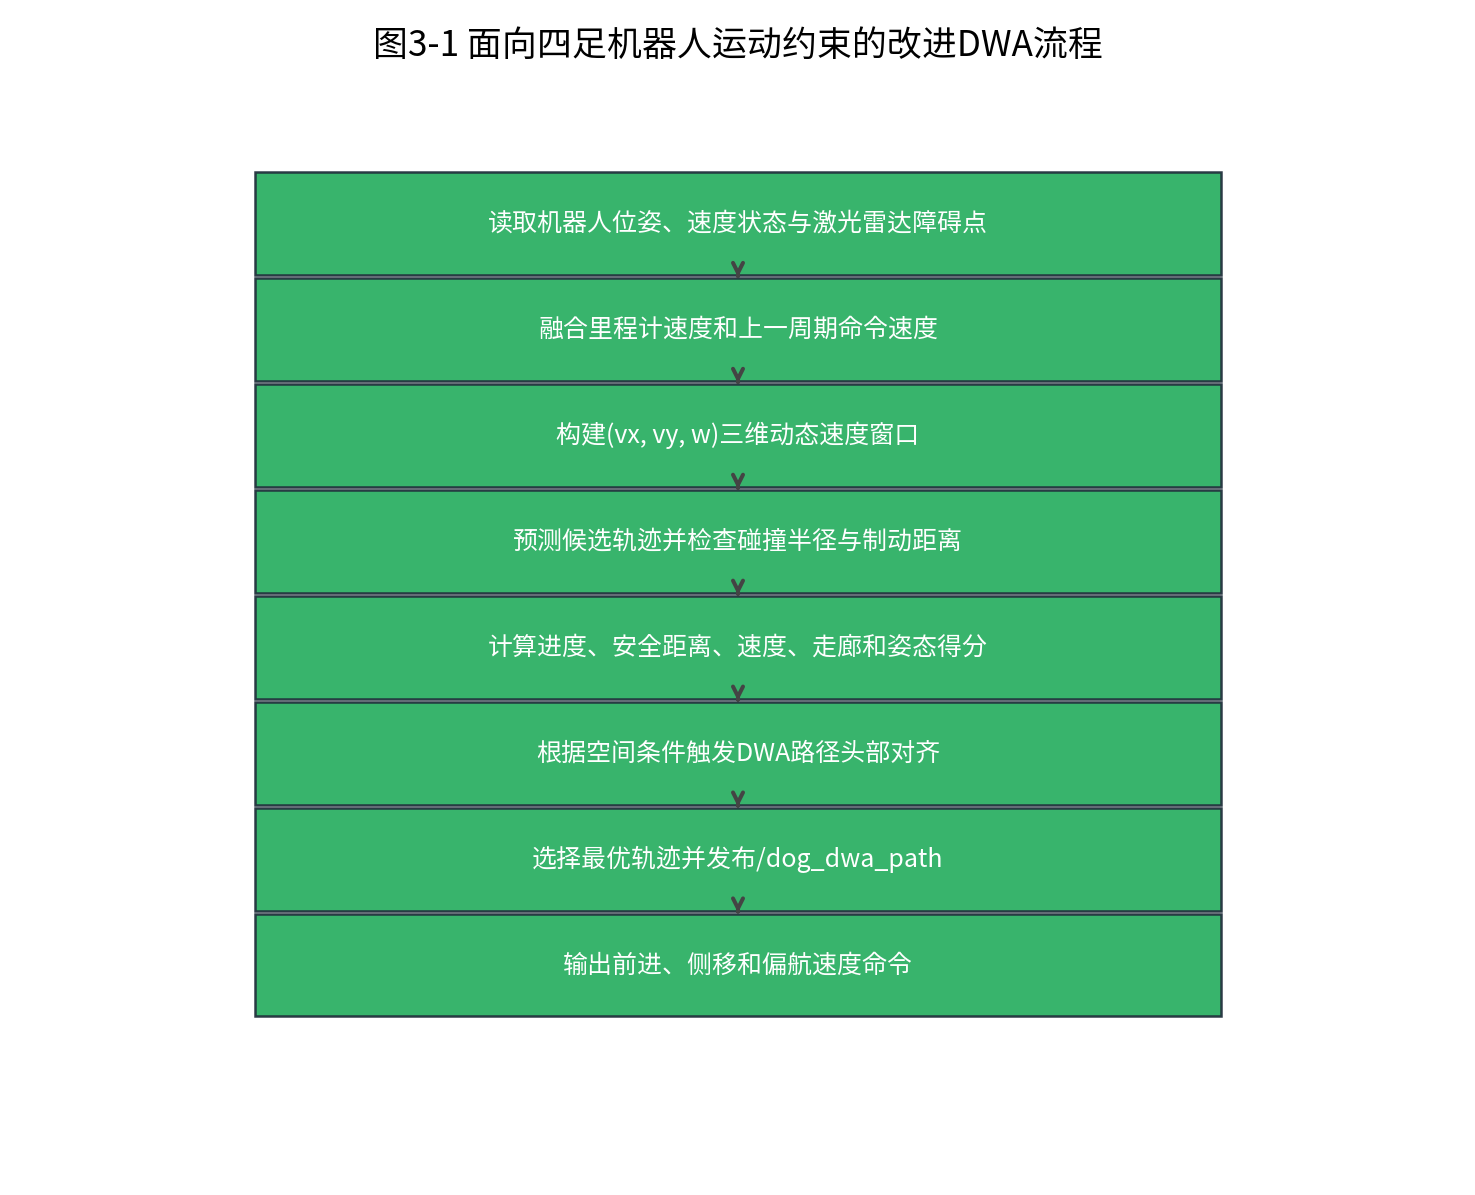 图3-1 面向四足机器人运动约束的改进DWA流程
读取机器人位姿、速度状态与激光雷达障碍点
融合里程计速度和上一周期命令速度
构建(vx, vy, w)三维动态速度窗口
预测候选轨迹并检查碰撞半径与制动距离
计算进度、安全距离、速度、走廊和姿态得分
根据空间条件触发DWA路径头部对齐
选择最优轨迹并发布/dog_dwa_path
输出前进、侧移和偏航速度命令